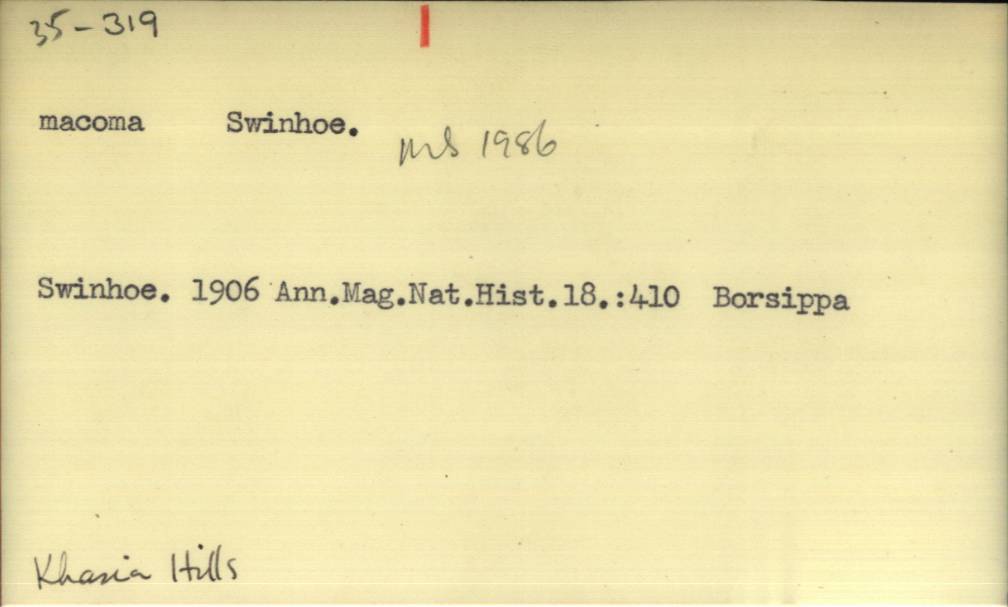 35-319
macoma Swinhoe.
MS 1986
Swinhoe. 1906 Ann.Mag.Nat.Hist.18.:410 Borsippa
Khasia Hills